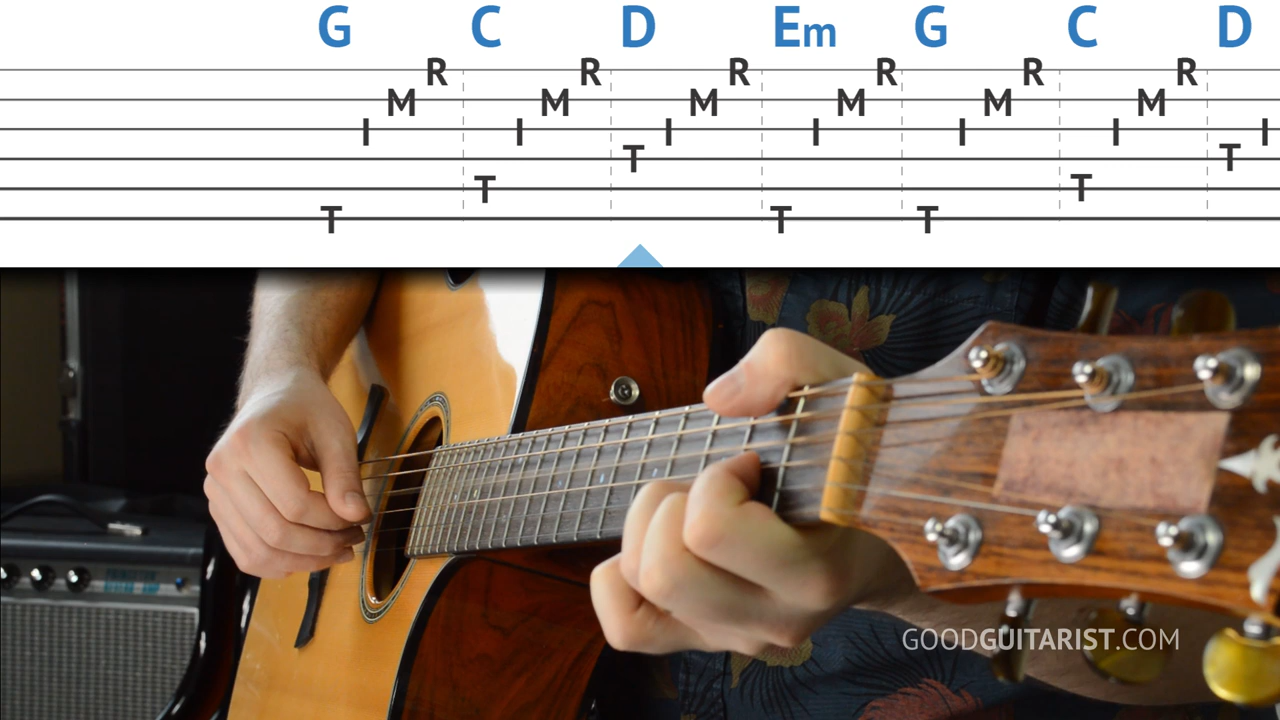 G C D Em G C D
R R R R R R
M M M M M M
I I I I I I I
T T
T T
T T T
GOODGUITARIST.COM